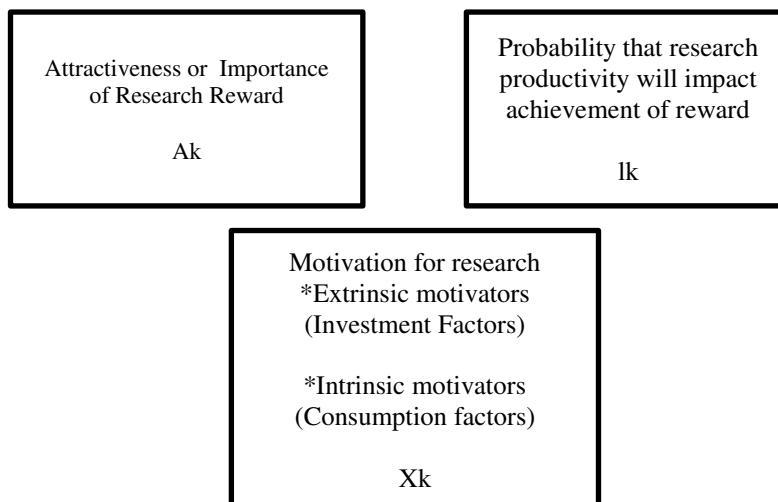 Attractiveness or Importance
of Research Reward
Ak
Probability that research
productivity will impact
achievement of reward
lk
Motivation for research
*Extrinsic motivators
(Investment Factors)
*Intrinsic motivators
(Consumption factors)
Xk